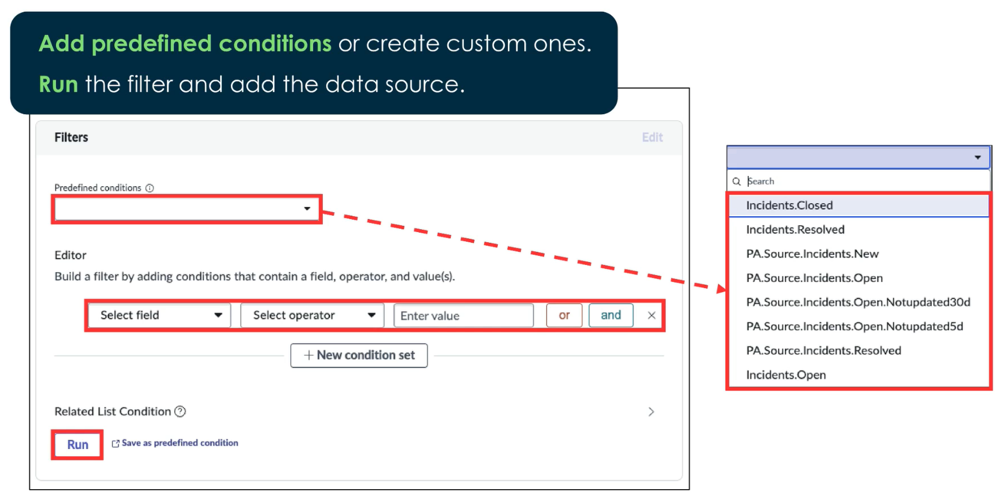 Add predefined conditions or create custom ones.
Run the filter and add the data source.
Filters
Edit
Predefined conditions
Editor
Build a filter by adding conditions that contain a field, operator, and value(s).
Select field
Select operator
Enter value
or
and
+ New condition set
Related List Condition
Run
Save as predefined condition
Search
Incidents.Closed
Incidents.Resolved
PA.Source.Incidents.New
PA.Source.Incidents.Open
PA.Source.Incidents.Open.Notupdated30d
PA.Source.Incidents.Open.Notupdated5d
PA.Source.Incidents.Resolved
Incidents.Open